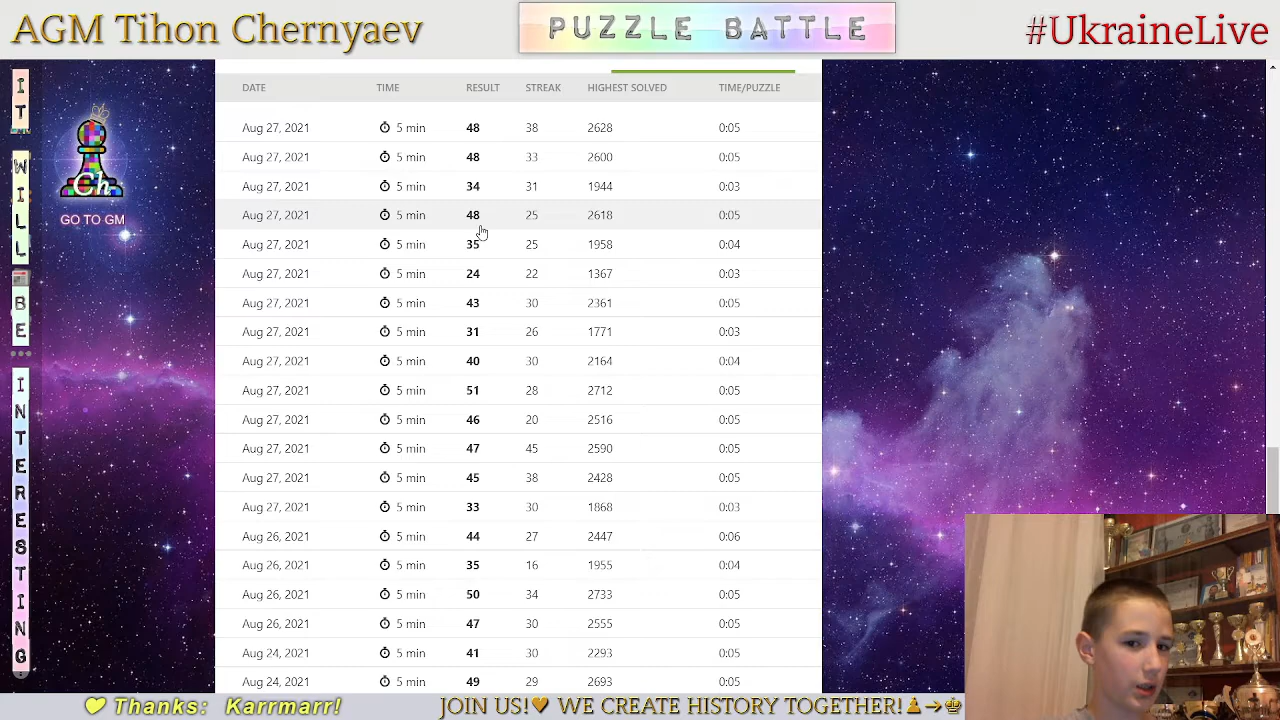 AGM Tihon Chernyaev
PUZZLE BATTLE
#UkraineLive
IT
WILL
BE
INTERESTING
Ch
GO TO GM
DATE TIME RESULT STREAK HIGHEST SOLVED TIME/PUZZLE
Aug 27, 2021 5 min 48 38 2628 0:05
Aug 27, 2021 5 min 48 33 2600 0:05
Aug 27, 2021 5 min 34 31 1944 0:03
Aug 27, 2021 5 min 48 25 2618 0:05
Aug 27, 2021 5 min 35 25 1958 0:04
Aug 27, 2021 5 min 24 22 1367 0:03
Aug 27, 2021 5 min 43 30 2361 0:05
Aug 27, 2021 5 min 31 26 1771 0:03
Aug 27, 2021 5 min 40 30 2164 0:04
Aug 27, 2021 5 min 51 28 2712 0:05
Aug 27, 2021 5 min 46 20 2516 0:05
Aug 27, 2021 5 min 47 45 2590 0:05
Aug 27, 2021 5 min 45 38 2428 0:05
Aug 27, 2021 5 min 33 30 1868 0:03
Aug 26, 2021 5 min 44 27 2447 0:06
Aug 26, 2021 5 min 35 16 1955 0:04
Aug 26, 2021 5 min 50 34 2733 0:05
Aug 26, 2021 5 min 47 30 2555 0:05
Aug 24, 2021 5 min 41 30 2293 0:05
Aug 24, 2021 5 min 49 29 2693 0:05
Thanks: Krrmarr!
JOIN US!♥ WE CREATE HISTORY TOGETHER!♟→♚